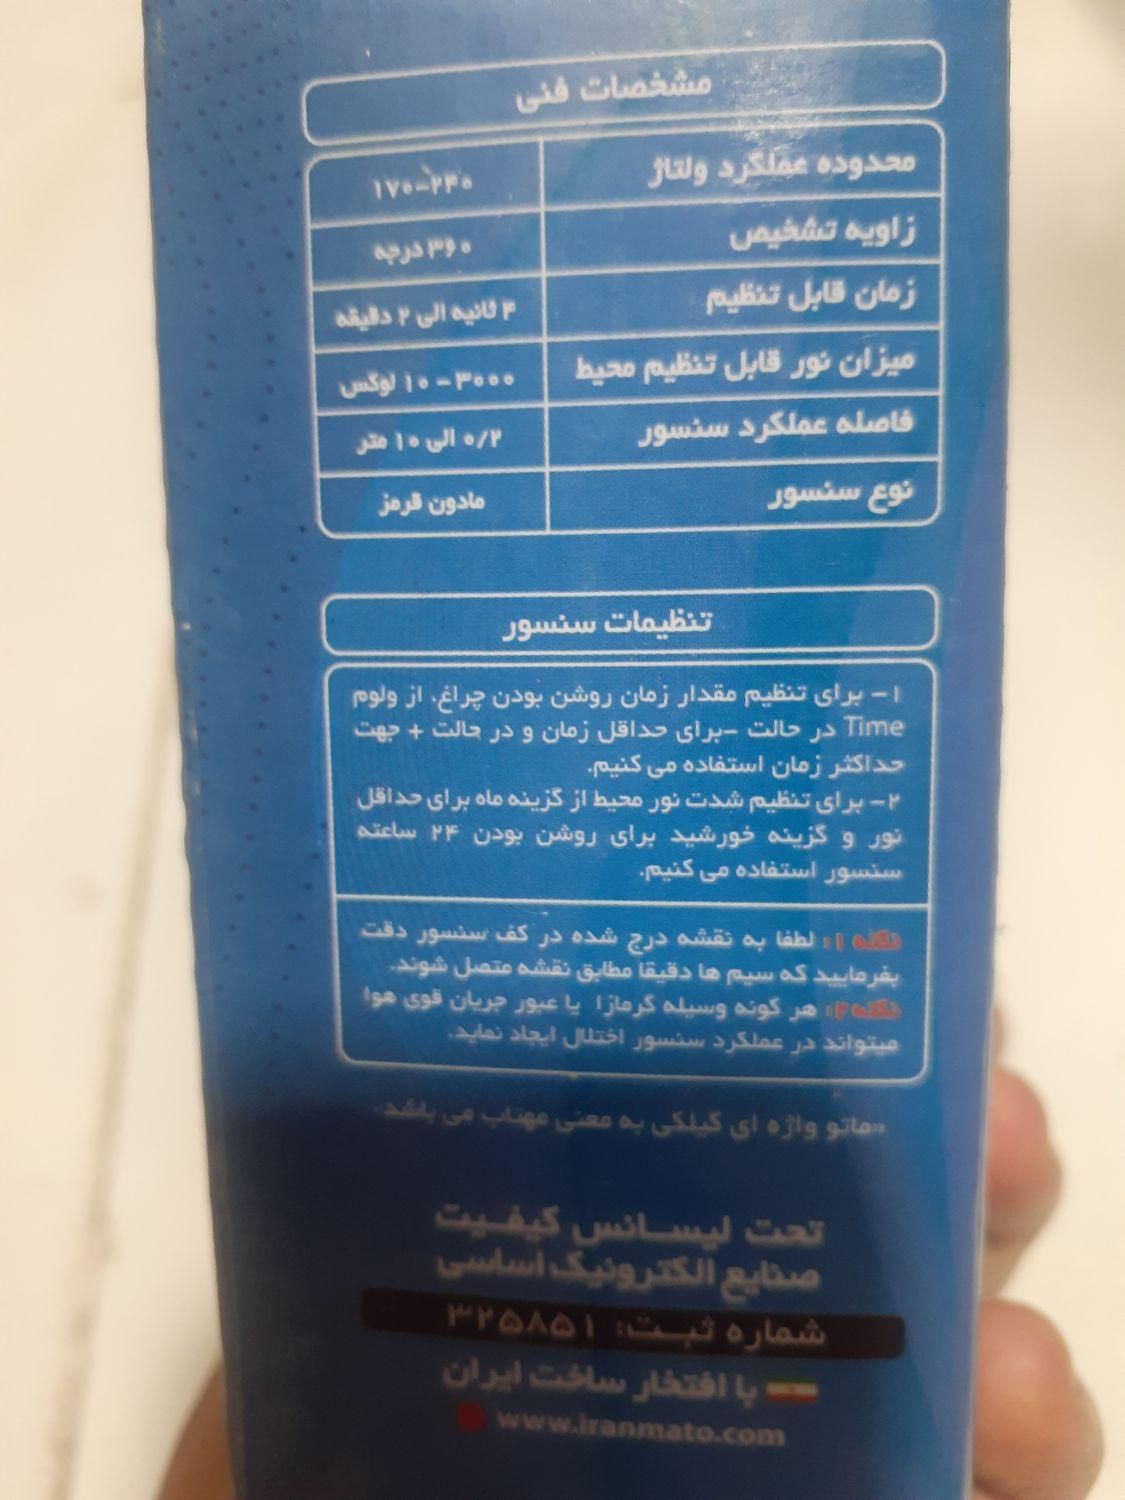 مشخصات فنی
محدوده عملکرد ولتاژ ۱۷۰-۲۴۰
زاویه تشخیص ۳۶۰ درجه
زمان قابل تنظیم ۴ ثانیه الی ۲ دقیقه
میزان نور قابل تنظیم محیط ۳۰۰۰ - ۱۰ لوکس
فاصله عملکرد سنسور ۰/۲ الی ۱۰ متر
نوع سنسور مادون قرمز
تنظیمات سنسور
۱- برای تنظیم مقدار زمان روشن بودن چراغ، از ولوم
Time در حالت -برای حداقل زمان و در حالت + جهت
حداکثر زمان استفاده می کنیم.
۲- برای تنظیم شدت نور محیط از گزینه ماه برای حداقل
نور و گزینه خورشید برای روشن بودن ۲۴ ساعته
سنسور استفاده می کنیم.
نکته ۱: لطفا به نقشه درج شده در کف سنسور دقت
بفرمایید که سیم ها دقیقا مطابق نقشه متصل شوند.
نکته ۲: هر گونه وسیله گرمازا یا عبور جریان قوی هوا
میتواند در عملکرد سنسور اختلال ایجاد نماید.
«ماتو واژه ای گیلکی به معنی مهتاب می باشد»
تحت لیسانس کیفیت
صنایع الکترونیک اساسی
شماره ثبت: ۳۲۵۸۵۱
با افتخار ساخت ایران
www.iranmato.com